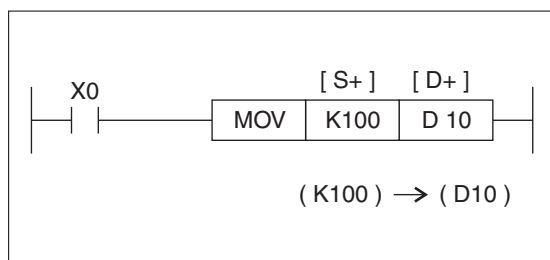 [ S+ ] [ D+ ]
X0
MOV K100 D 10
( K100 ) → ( D10 )